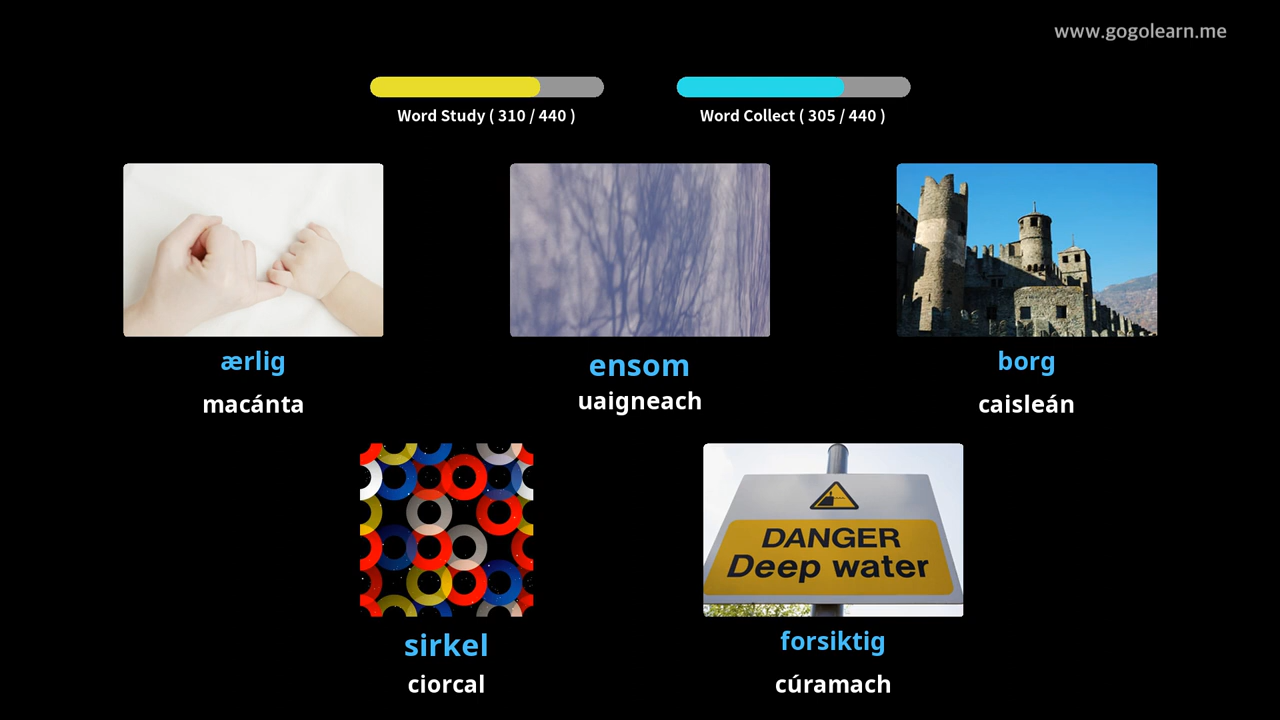 www.gogolearn.me
Word Study ( 310 / 440 )
Word Collect ( 305 / 440 )
ærlig
ensom
borg
macánta
uaigneach
caisleán
DANGER
Deep water
sirkel
forsiktig
ciorcal
cúramach